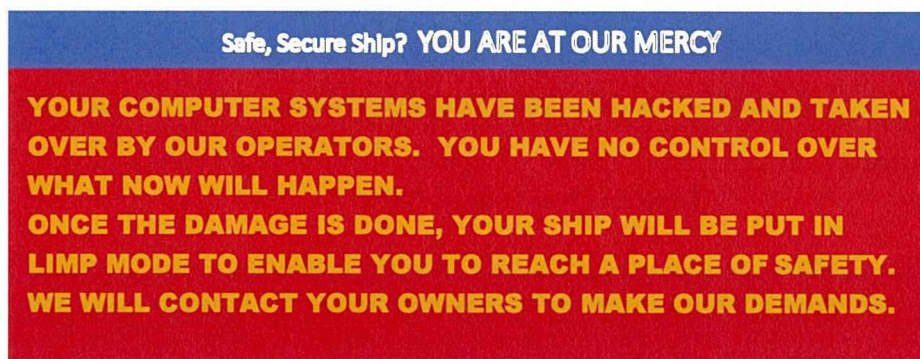 Safe, Secure Ship? YOU ARE AT OUR MERCY
YOUR COMPUTER SYSTEMS HAVE BEEN HACKED AND TAKEN
OVER BY OUR OPERATORS. YOU HAVE NO CONTROL OVER
WHAT NOW WILL HAPPEN.
ONCE THE DAMAGE IS DONE, YOUR SHIP WILL BE PUT IN
LIMP MODE TO ENABLE YOU TO REACH A PLACE OF SAFETY.
WE WILL CONTACT YOUR OWNERS TO MAKE OUR DEMANDS.